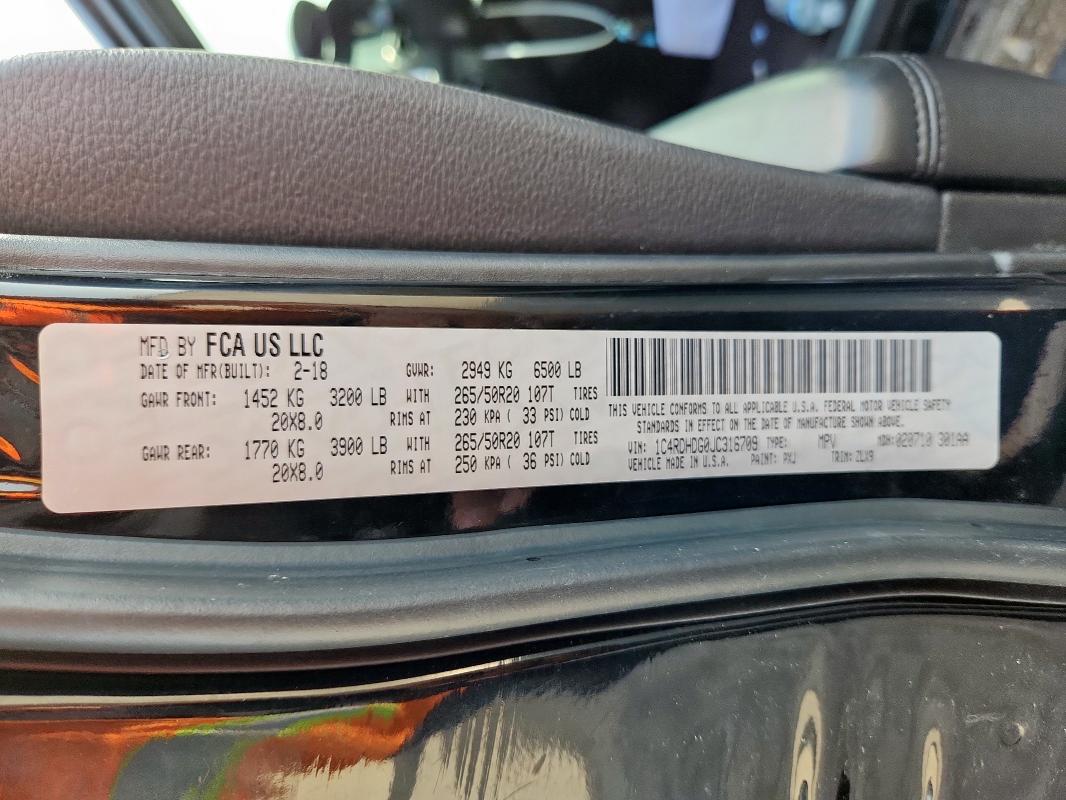 MFD BY FCA US LLC
DATE OF MFR(BUILT): 2-18 GVWR: 2949 KG 6500 LB
GAWR FRONT: 1452 KG 3200 LB WITH 265/50R20 107T TIRES
20X8.0 RIMS AT 230 KPA ( 33 PSI) COLD
GAWR REAR: 1770 KG 3900 LB WITH 265/50R20 107T TIRES
20X8.0 RIMS AT 250 KPA ( 36 PSI) COLD
THIS VEHICLE CONFORMS TO ALL APPLICABLE U.S.A. FEDERAL MOTOR VEHICLE SAFETY
STANDARDS IN EFFECT ON THE DATE OF MANUFACTURE SHOWN ABOVE.
VIN: 1C4RDHDG0JC316709 TYPE: MPV MDH: 020710 301AA
VEHICLE MADE IN U.S.A. PAINT: PXJ TRIM: ZLX9